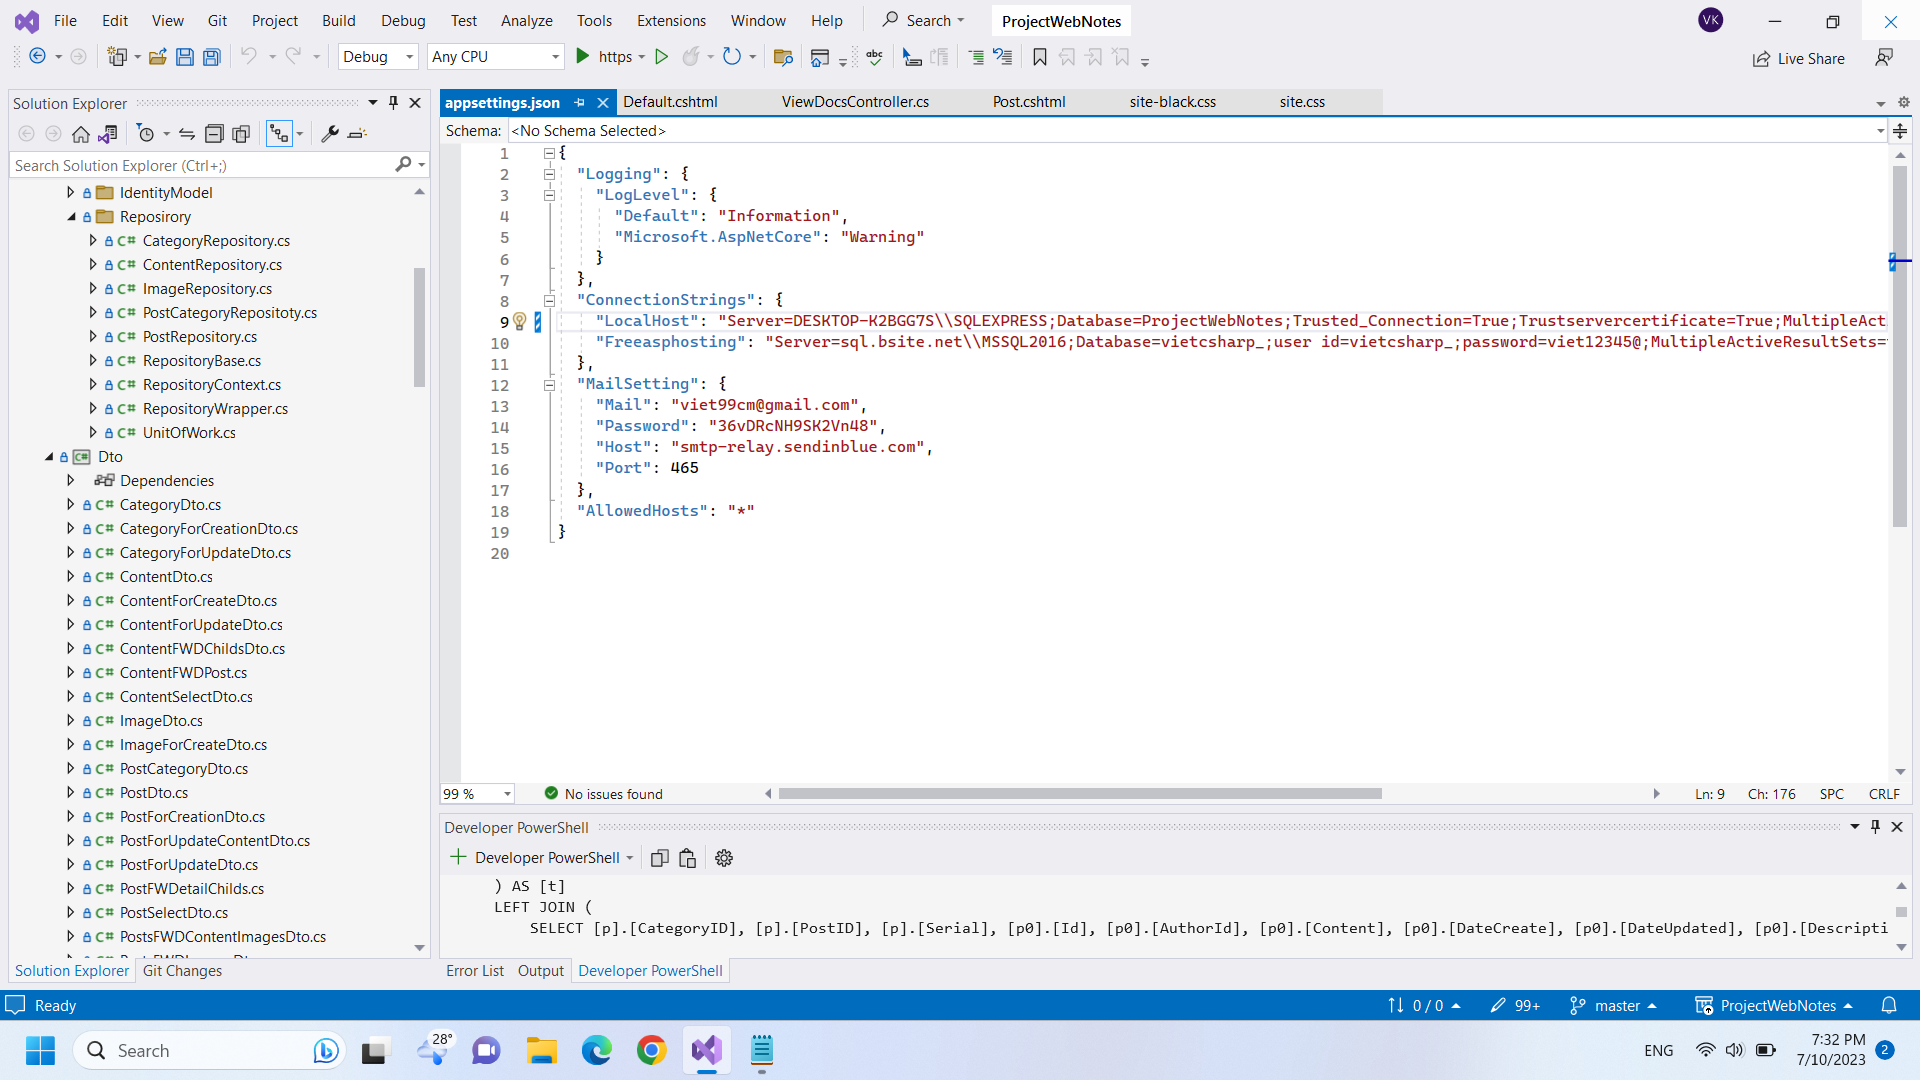 File Edit View Git Project Build Debug Test Analyze Tools Extensions Window Help Search ProjectWebNotes VK
Debug Any CPU https Live Share
Solution Explorer
Search Solution Explorer (Ctrl+;)
IdentityModel
Reposirory
C# CategoryRepository.cs
C# ContentRepository.cs
C# ImageRepository.cs
C# PostCategoryRepositoty.cs
C# PostRepository.cs
C# RepositoryBase.cs
C# RepositoryContext.cs
C# RepositoryWrapper.cs
C# UnitOfWork.cs
C# Dto
Dependencies
C# CategoryDto.cs
C# CategoryForCreationDto.cs
C# CategoryForUpdateDto.cs
C# ContentDto.cs
C# ContentForCreateDto.cs
C# ContentForUpdateDto.cs
C# ContentFWDChildsDto.cs
C# ContentFWDPost.cs
C# ContentSelectDto.cs
C# ImageDto.cs
C# ImageForCreateDto.cs
C# PostCategoryDto.cs
C# PostDto.cs
C# PostForCreationDto.cs
C# PostForUpdateContentDto.cs
C# PostForUpdateDto.cs
C# PostFWDetailChilds.cs
C# PostSelectDto.cs
C# PostsFWDContentImagesDto.cs
Solution Explorer Git Changes
appsettings.json Default.cshtml ViewDocsController.cs Post.cshtml site-black.css site.css
Schema: <No Schema Selected>
1 {
2 "Logging": {
3 "LogLevel": {
4 "Default": "Information",
5 "Microsoft.AspNetCore": "Warning"
6 }
7 },
8 "ConnectionStrings": {
9 "LocalHost": "Server=DESKTOP-K2BGG7S\\SQLEXPRESS;Database=ProjectWebNotes;Trusted_Connection=True;Trustservercertificate=True;MultipleAct
10 "Freeasphosting": "Server=sql.bsite.net\\MSSQL2016;Database=vietcsharp_;user id=vietcsharp_;password=viet12345@;MultipleActiveResultSets=
11 },
12 "MailSetting": {
13 "Mail": "viet99cm@gmail.com",
14 "Password": "36vDRcNH9SK2Vn48",
15 "Host": "smtp-relay.sendinblue.com",
16 "Port": 465
17 },
18 "AllowedHosts": "*"
19 }
20
99 % No issues found Ln: 9 Ch: 176 SPC CRLF
Developer PowerShell
Developer PowerShell
) AS [t]
LEFT JOIN (
SELECT [p].[CategoryID], [p].[PostID], [p].[Serial], [p0].[Id], [p0].[AuthorId], [p0].[Content], [p0].[DateCreate], [p0].[DateUpdated], [p0].[Descripti
Error List Output Developer PowerShell
Ready 0 / 0 99+ master ProjectWebNotes
Search 28° ENG 7:32 PM 7/10/2023 2